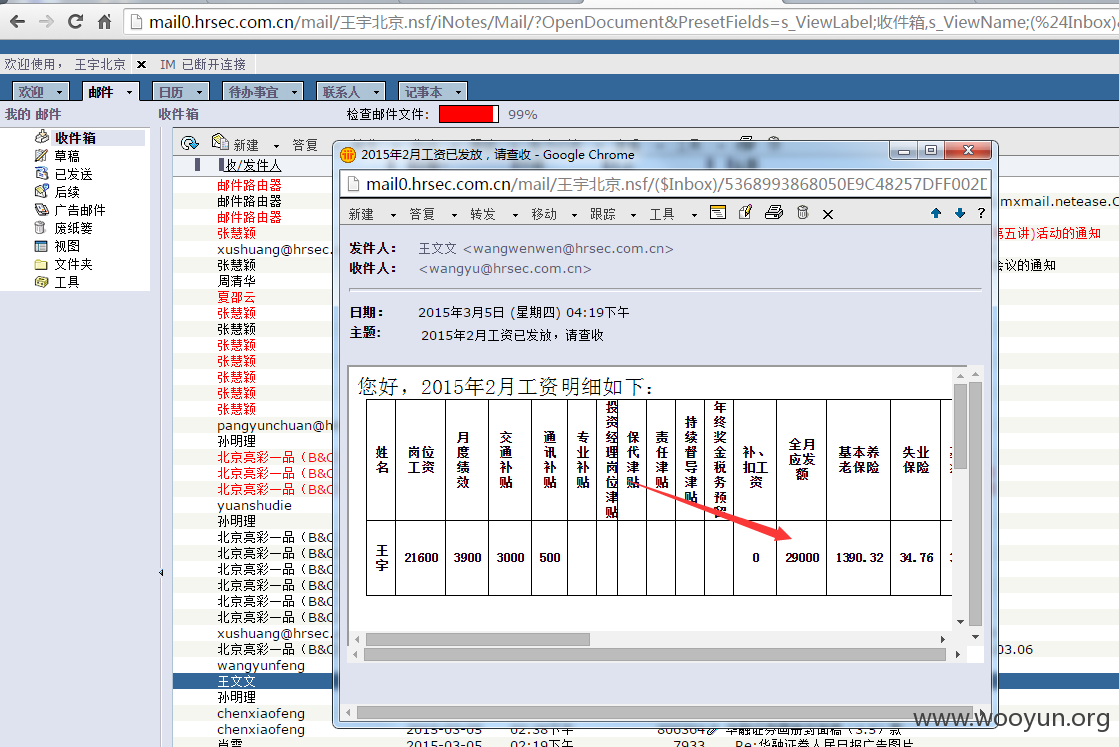 mail0.hrsec.com.cn/mail/王宇北京.nsf/iNotes/Mail/?OpenDocument&PresetFields=s_ViewLabel;收件箱,s_ViewName;(%24Inbox)
欢迎使用， 王宇北京 IM 已断开连接
欢迎 邮件 日历 待办事宜 联系人 记事本
我的 邮件 收件箱 检查邮件文件: 99%
收件箱
草稿
已发送
后续
广告邮件
废纸篓
视图
文件夹
工具
新建 答复
收/发件人
邮件路由器
邮件路由器
mxmail.netease.C
邮件路由器
张慧颖
五讲)活动的通知
xushuang@hrsec.
张慧颖
议的通知
周清华
夏邵云
张慧颖
张慧颖
张慧颖
张慧颖
张慧颖
张慧颖
张慧颖
pangyunchuan@h
孙明理
北京亮彩一品（B&C
北京亮彩一品（B&C
北京亮彩一品（B&C
yuanshudie
孙明理
北京亮彩一品（B&C
北京亮彩一品（B&C
北京亮彩一品（B&C
北京亮彩一品（B&C
北京亮彩一品（B&C
北京亮彩一品（B&C
xushuang@hrsec.
北京亮彩一品（B&C
03.06
wangyunfeng
王文文
孙明理
chenxiaofeng
chenxiaofeng
2015年2月工资已发放，请查收 - Google Chrome
mail0.hrsec.com.cn/mail/王宇北京.nsf/($Inbox)/5368993868050E9C48257DFF002D
新建 答复 转发 移动 跟踪 工具 ?
发件人： 王文文 <wangwenwen@hrsec.com.cn>
收件人： <wangyu@hrsec.com.cn>
日期： 2015年3月5日 (星期四) 04:19下午
主题: 2015年2月工资已发放，请查收
您好，2015年2月工资明细如下：
姓名 岗位工资 月度绩效 交通补贴 通讯补贴 专业补贴 投资经理岗位津贴 保代津贴 责任津贴 持续督导津贴 年终奖金税务预留 补、扣工资 全月应发额 基本养老保险 失业保险
王宇 21600 3900 3000 500 0 29000 1390.32 34.76
2015-03-05 02:38下午
肖霄 2015-03-05 02:19下午 7933 Re:华融证券人民日报广告图片
www.wooyun.org